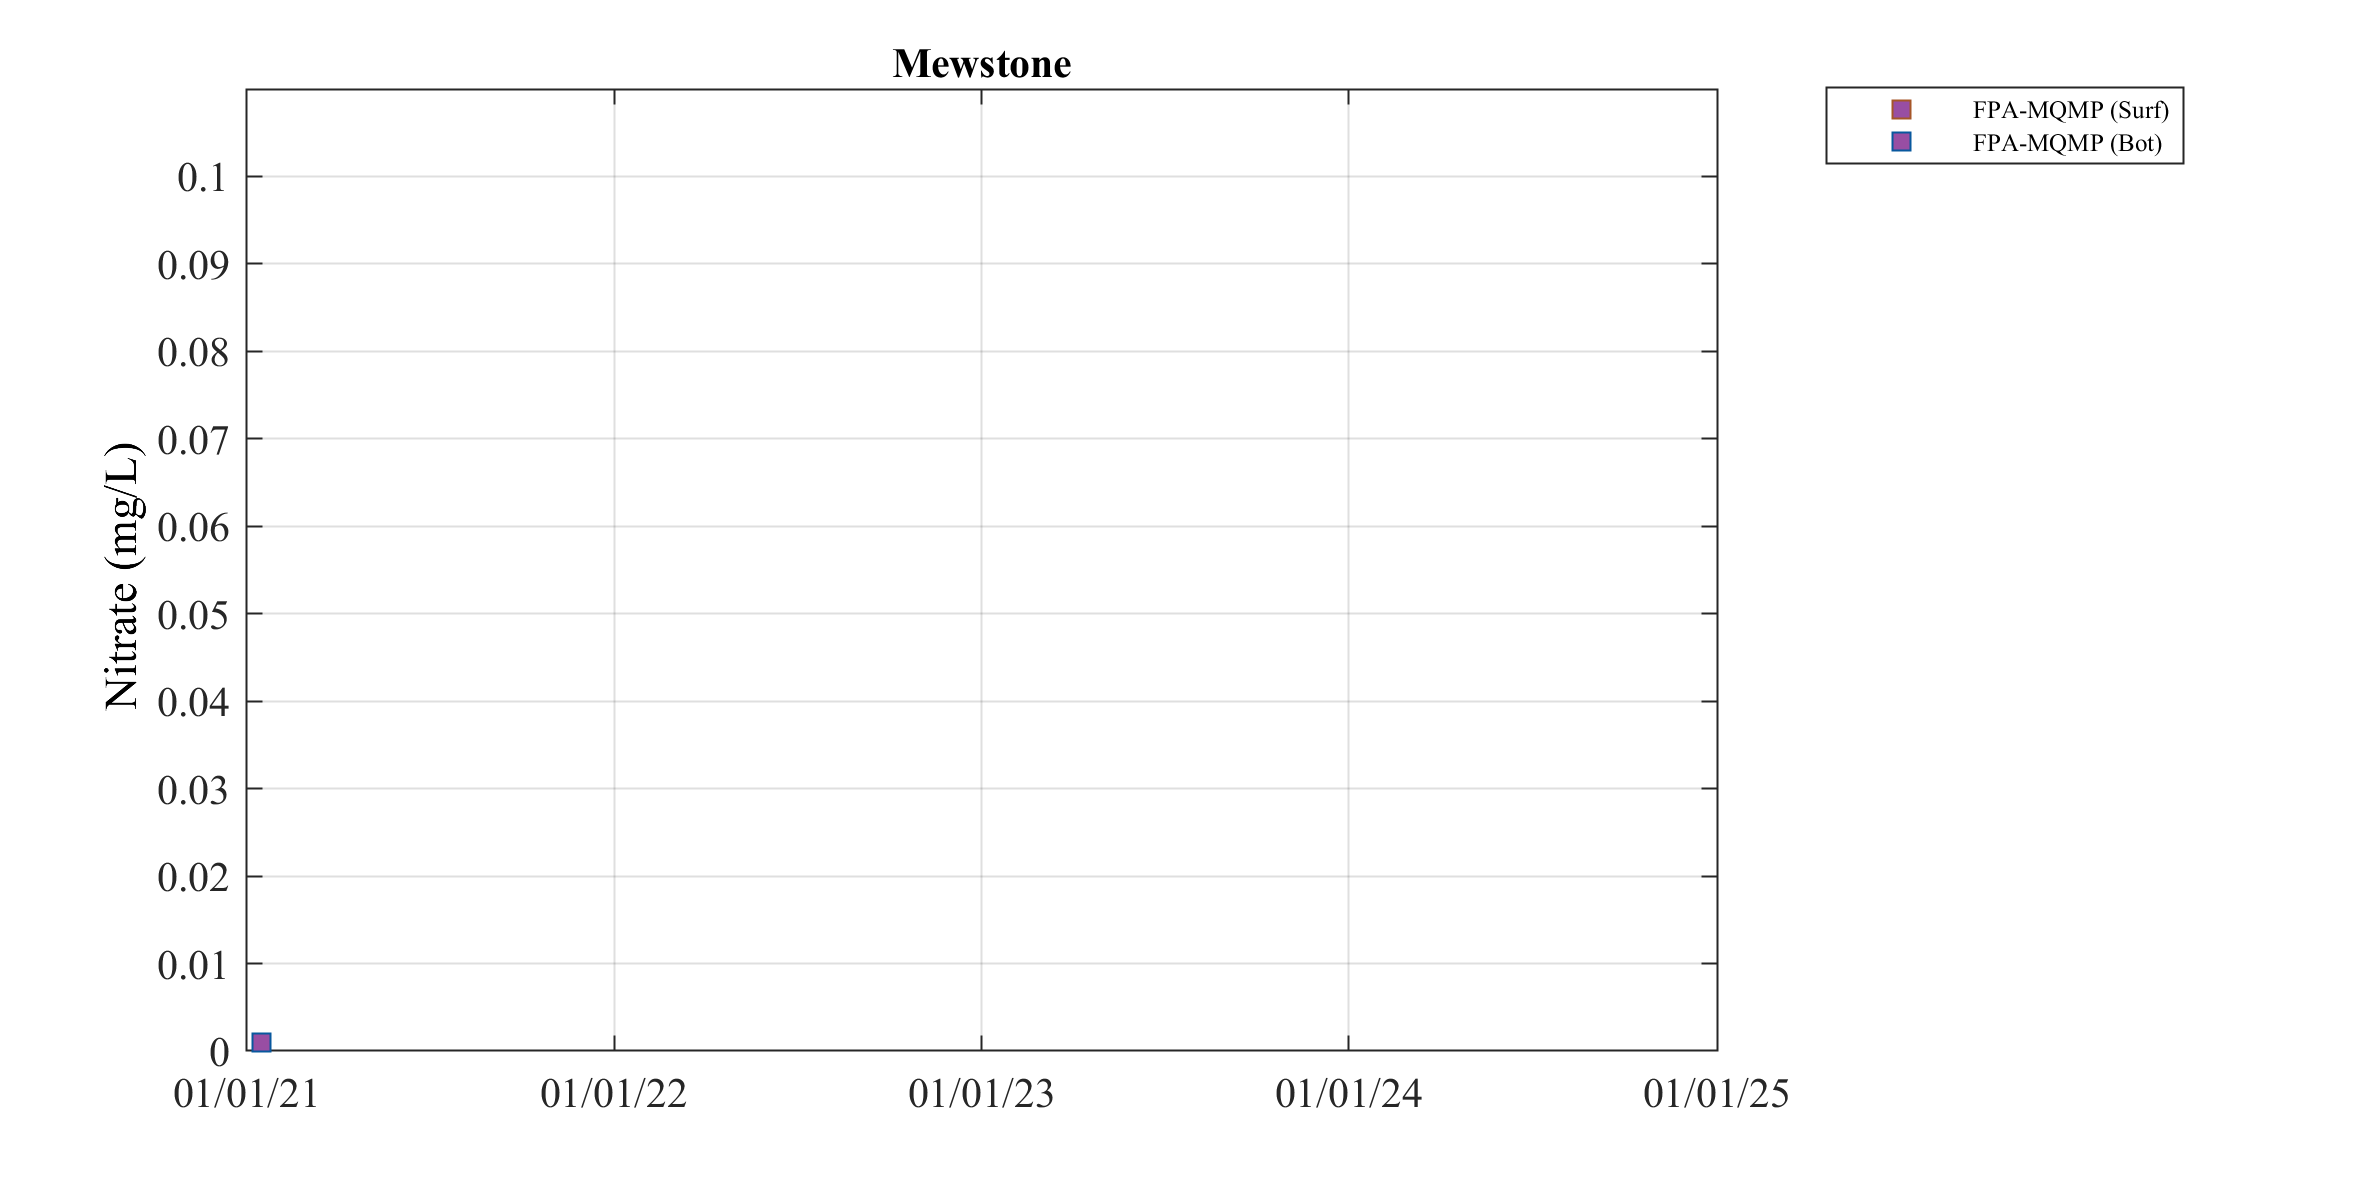 Mewstone
FPA-MQMP (Surf)
FPA-MQMP (Bot)
Nitrate (mg/L)
0.1
0.09
0.08
0.07
0.06
0.05
0.04
0.03
0.02
0.01
0
01/01/21 01/01/22 01/01/23 01/01/24 01/01/25